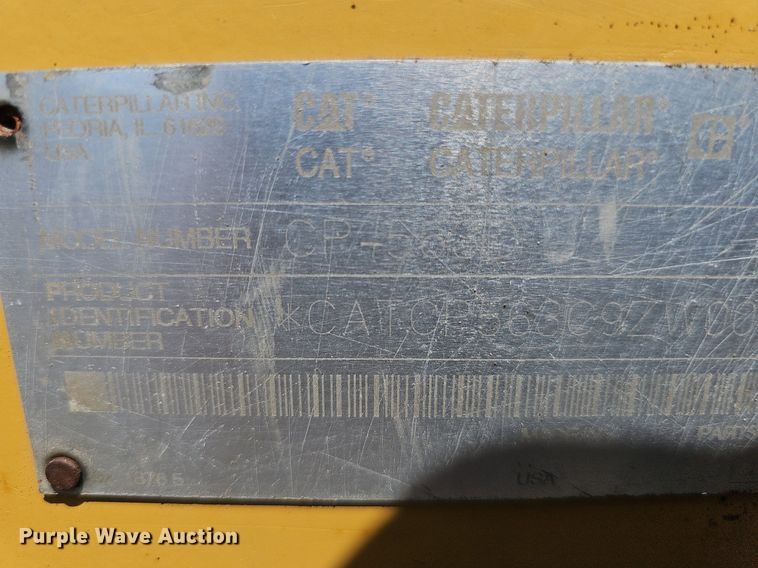 CATERPILLAR INC.
PEORIA, IL 61629
USA
CAT® CATERPILLAR®
CAT® CATERPILLAR®
MODEL NUMBER
PRODUCT
IDENTIFICATION
NUMBER
*CATCP563C9ZW00
USA
Purple Wave Auction